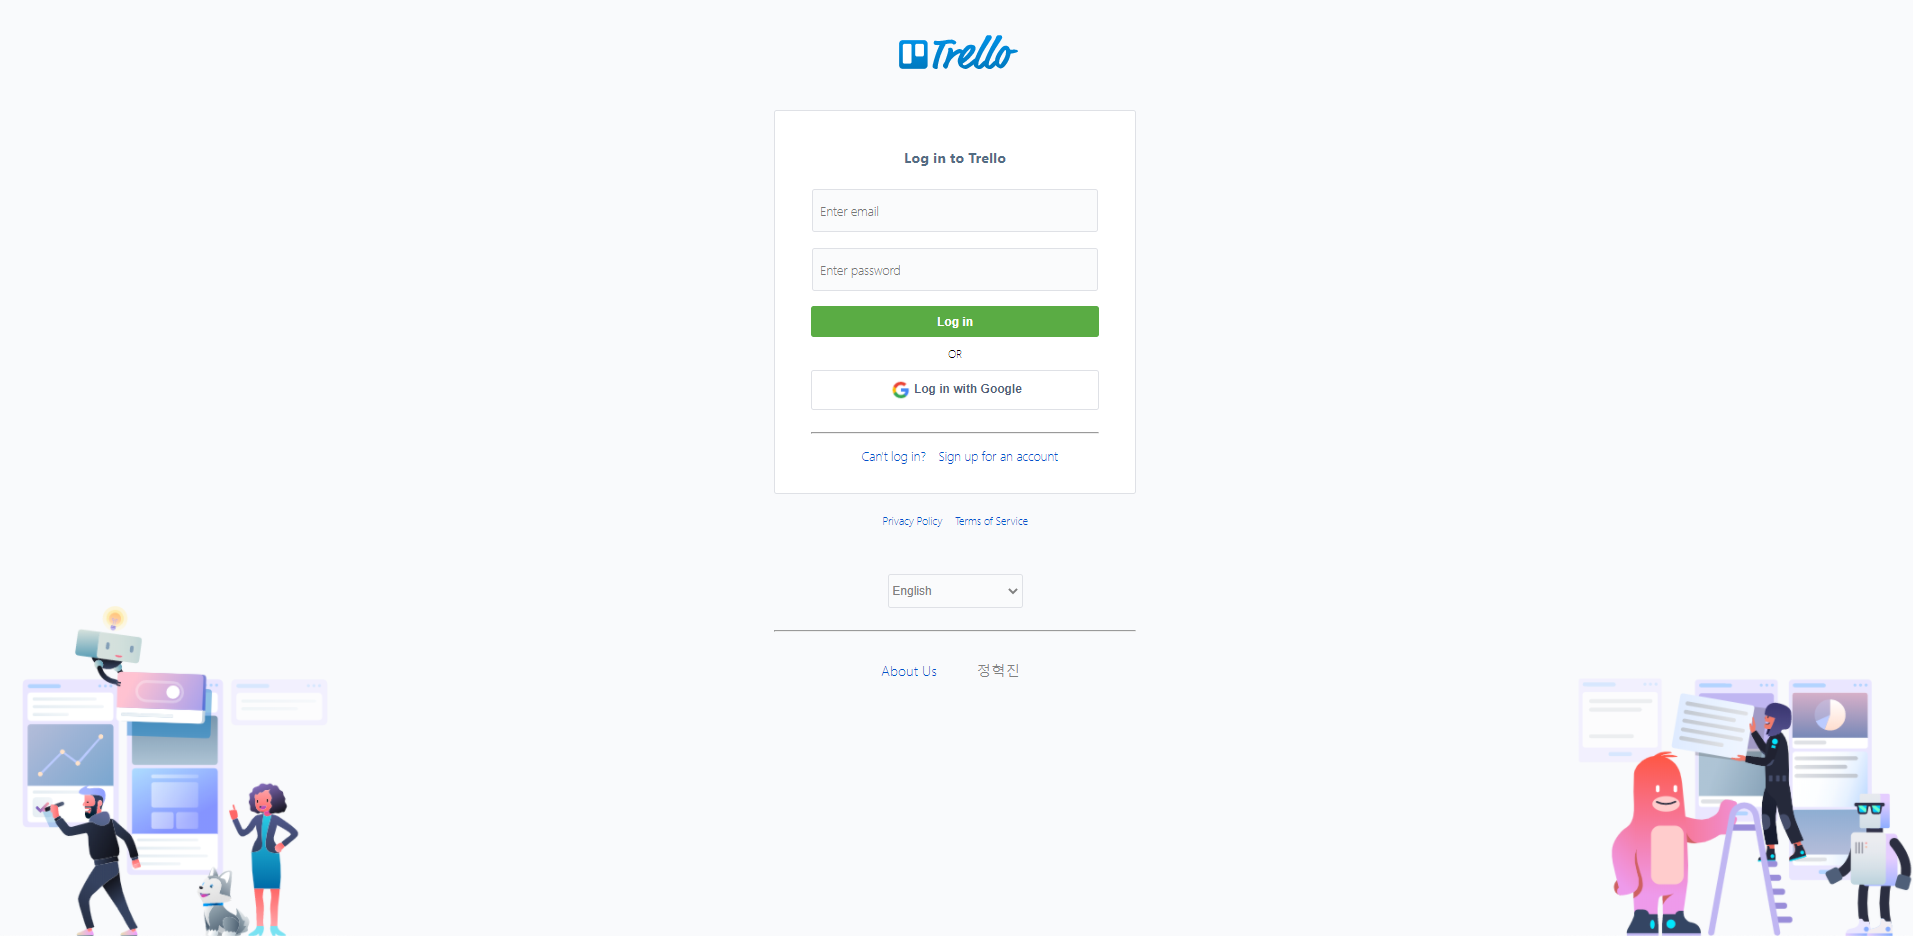 Trello
Log in to Trello
Enter email
Enter password
Log in
OR
Log in with Google
Can't log in? Sign up for an account
Privacy Policy Terms of Service
English
About Us 정혁진